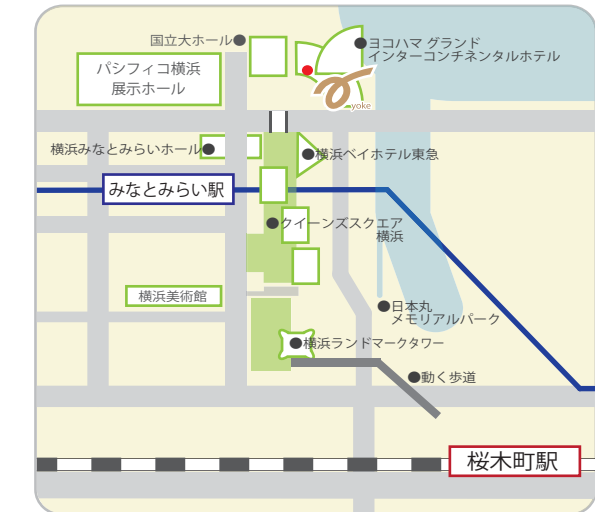 国立大ホール
ヨコハマ グランド
インターコンチネンタルホテル
パシフィコ横浜
展示ホール
yoke
横浜みなとみらいホール
横浜ベイホテル東急
みなとみらい駅
クイーンズスクエア
横浜
横浜美術館
日本丸
メモリアルパーク
横浜ランドマークタワー
動く歩道
桜木町駅